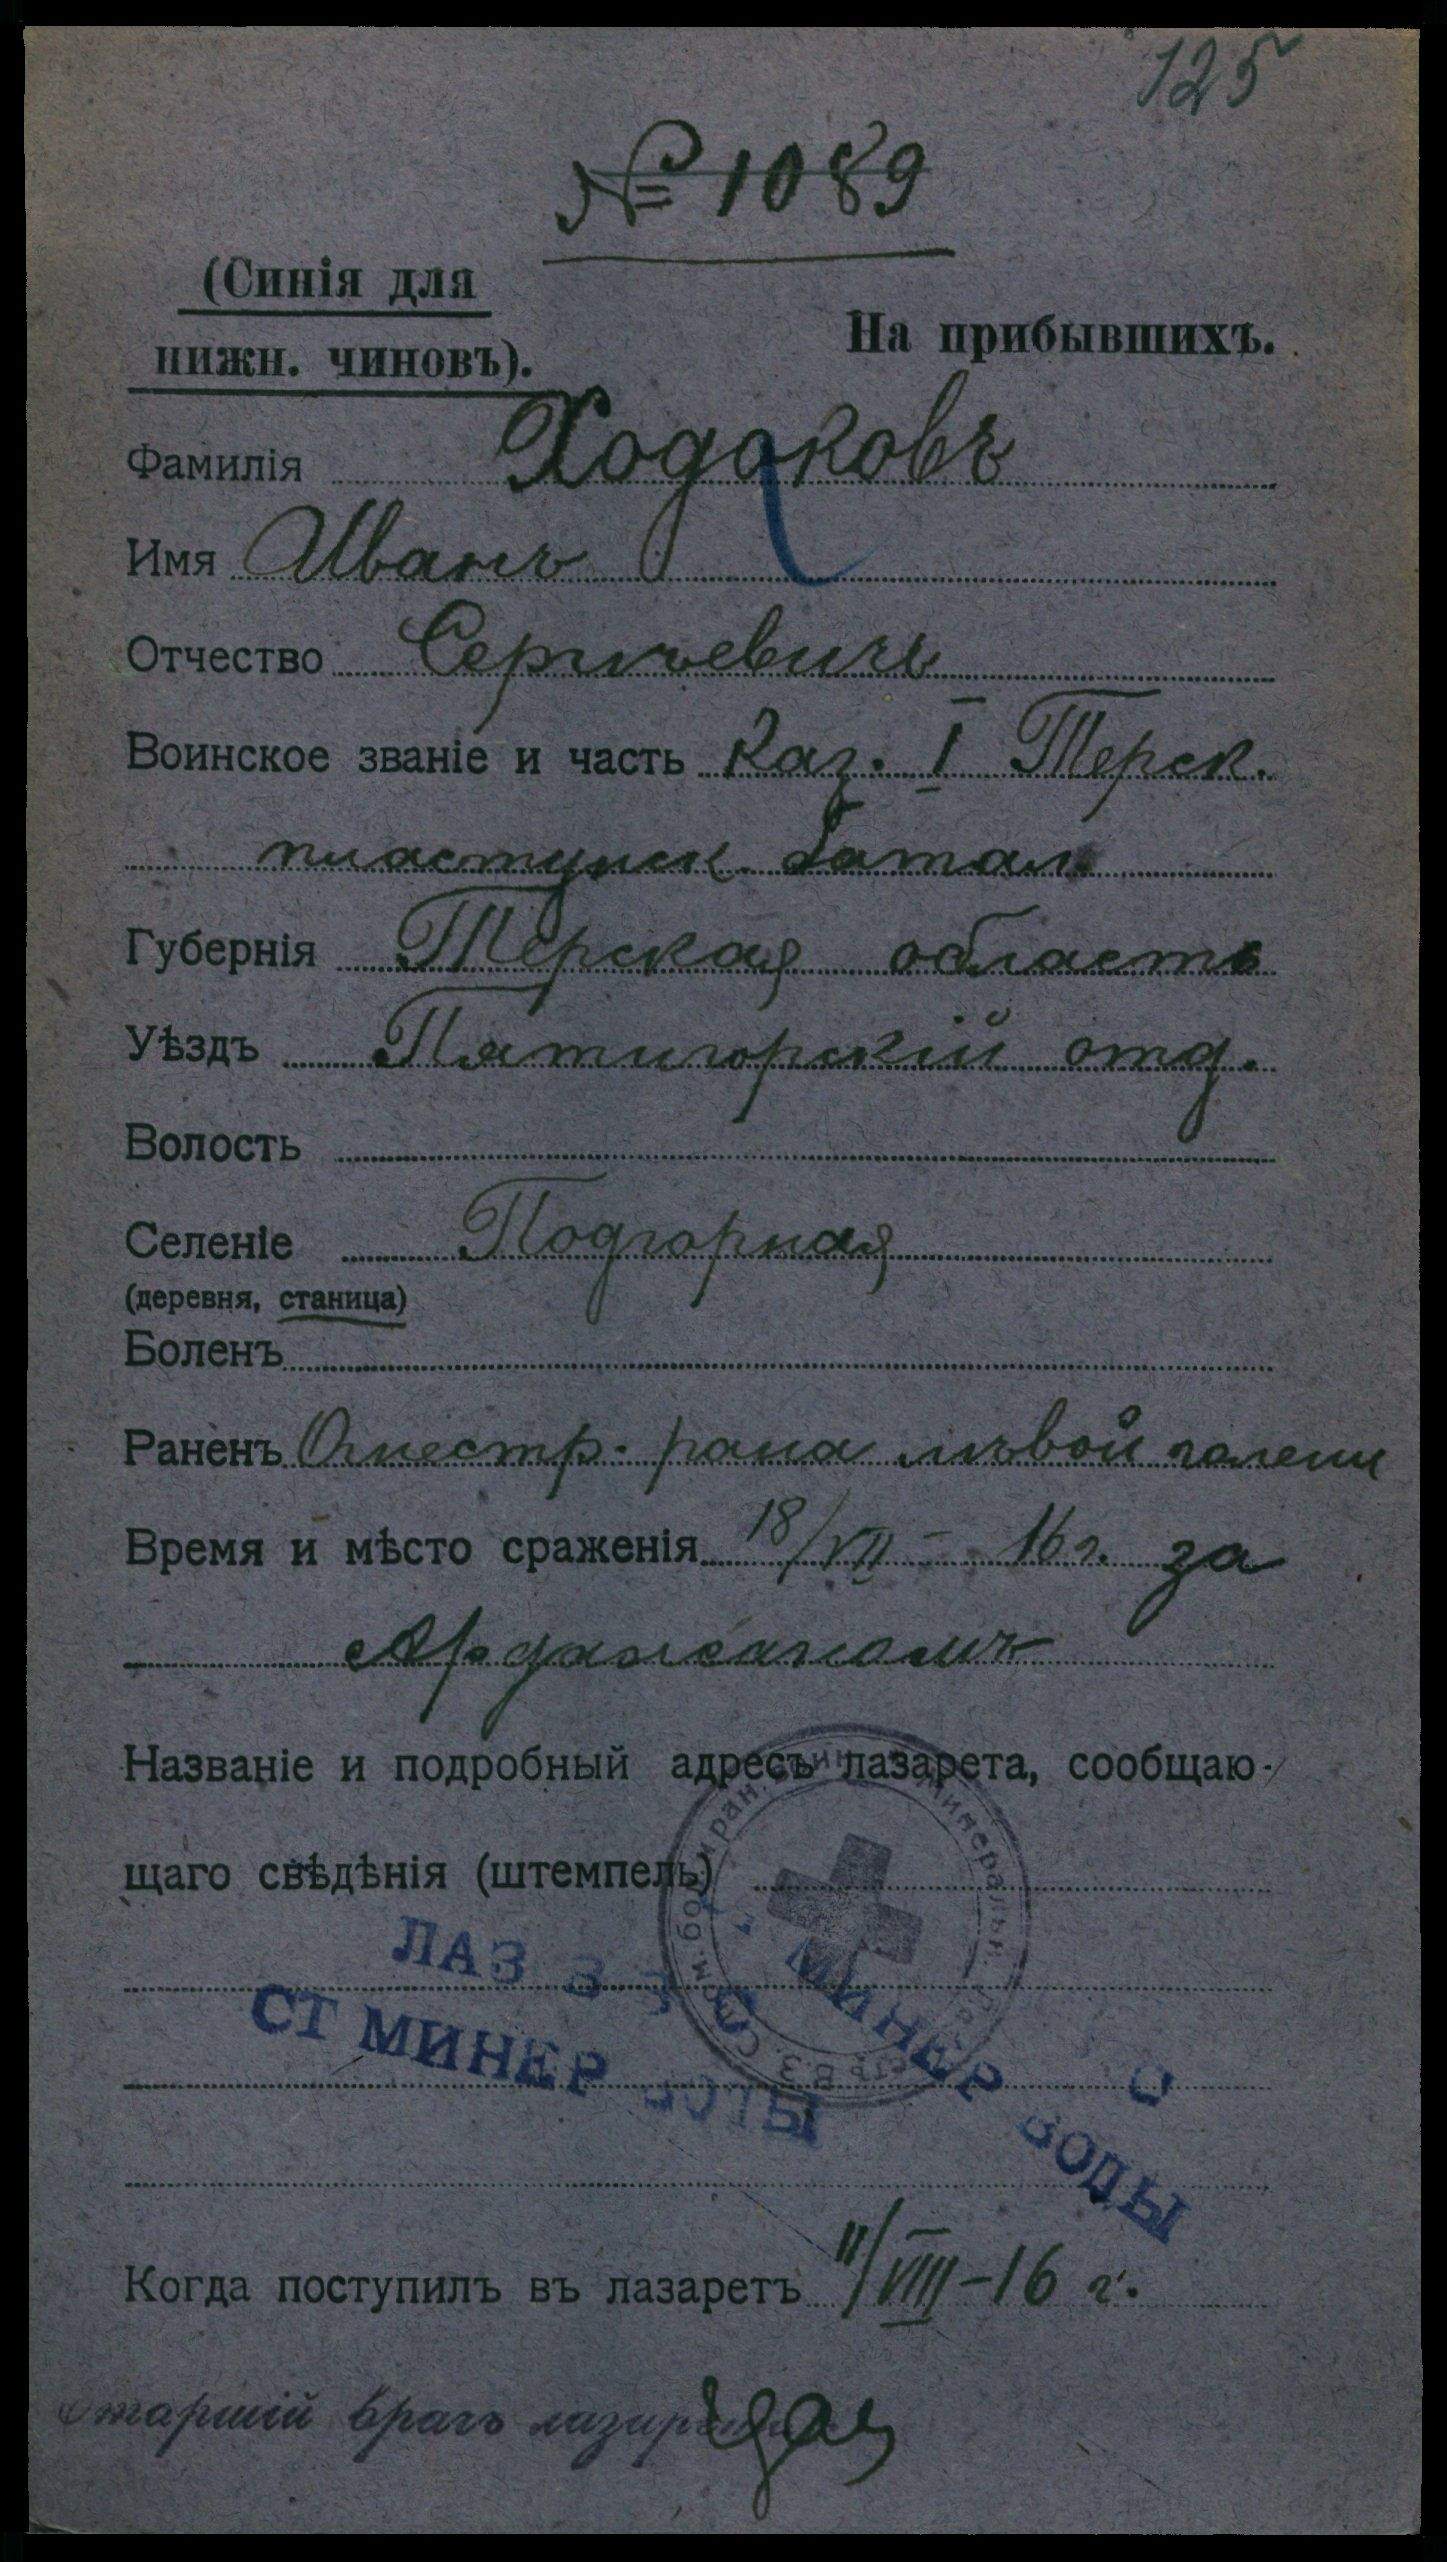 125
№ 1089
(Синія для
нижн. чиновъ).
На прибывшихъ.
Фамилія Ходаковъ
Имя Иванъ
Отчество Сергѣевичъ
Воинское званіе и часть Каз. I Терск.
пластунск. батал.
Губернія Терская область
Уѣздъ Пятигорскій отд.
Волость
Селеніе Подгорная
(деревня, станица)
Боленъ
Раненъ Огнестр. рана лѣвой голени
Время и мѣсто сраженія 18/VII - 16 г. за
Название и подробный адресъ лазарета, сообщаю-
щаго свѣдѣнія (штемпель)
ЛАЗ В З С
СТ МИНЕР ВОДЫ
МИНЕР ВОДЫ
Когда поступилъ въ лазаретъ 11/VIII - 16 г.
Старшій врачъ лазарета